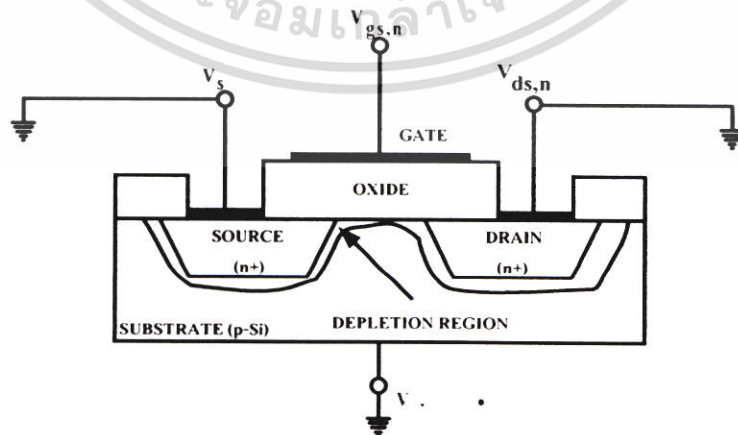 V_gs,n
V_s
V_ds,n
GATE
OXIDE
SOURCE
DRAIN
(n+)
(n+)
SUBSTRATE (p-Si)
DEPLETION REGION
V